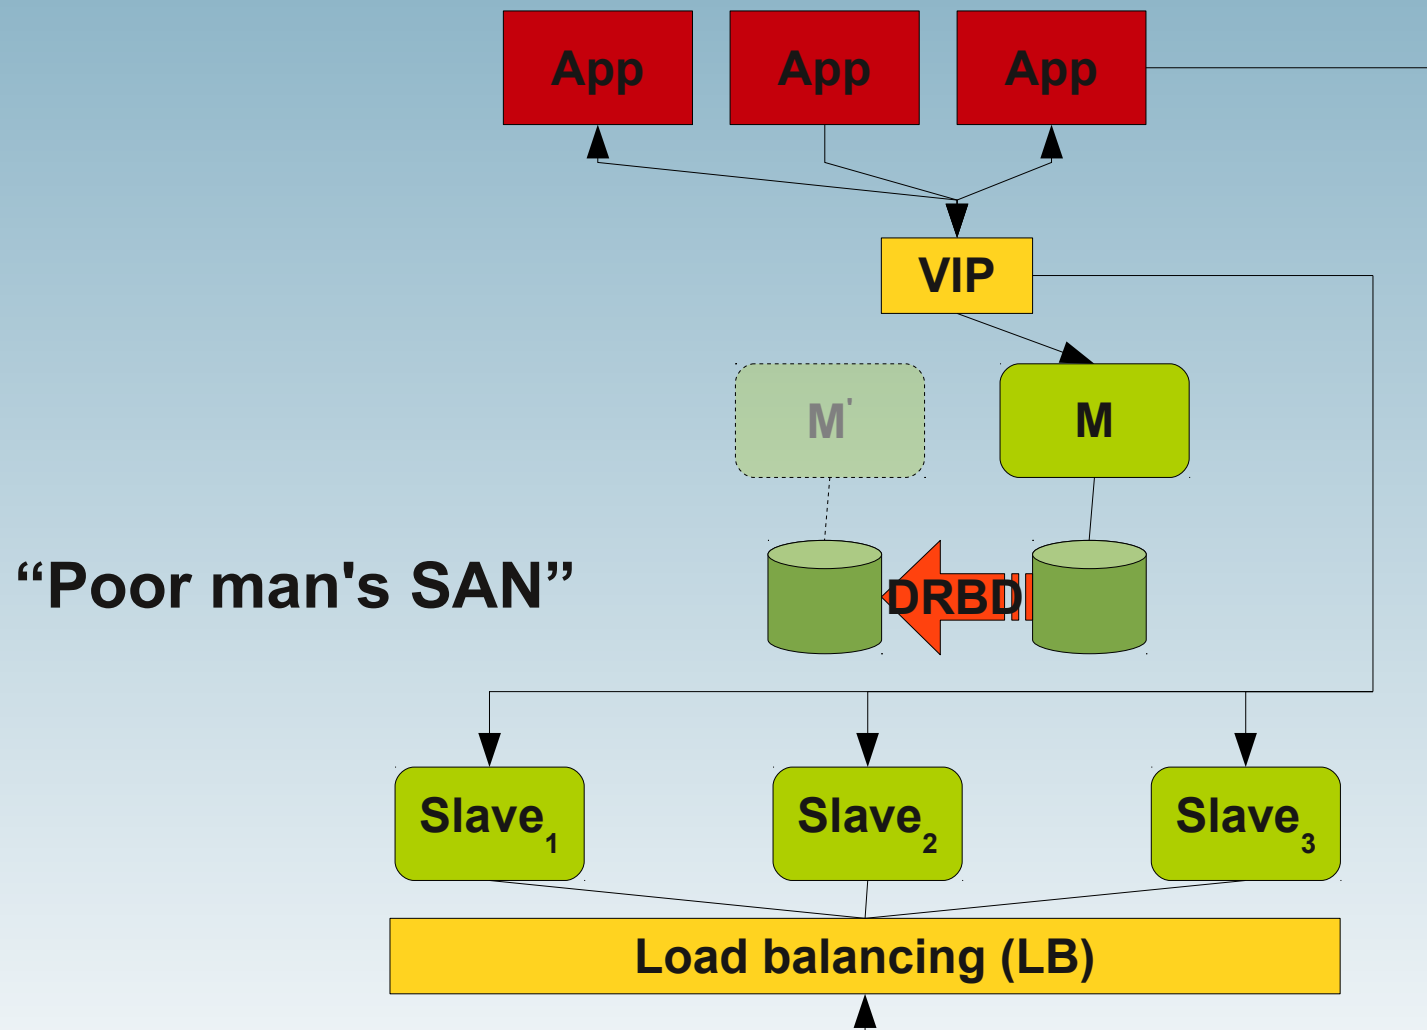 App App App
VIP
M' M
“Poor man's SAN” DRBD
Slave1 Slave2 Slave3
Load balancing (LB)